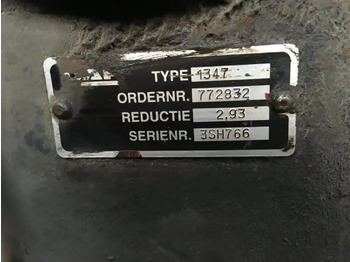 TYPE 1347
ORDERNR. 772832
REDUCTIE 2.93
SERIENR. 3SH766